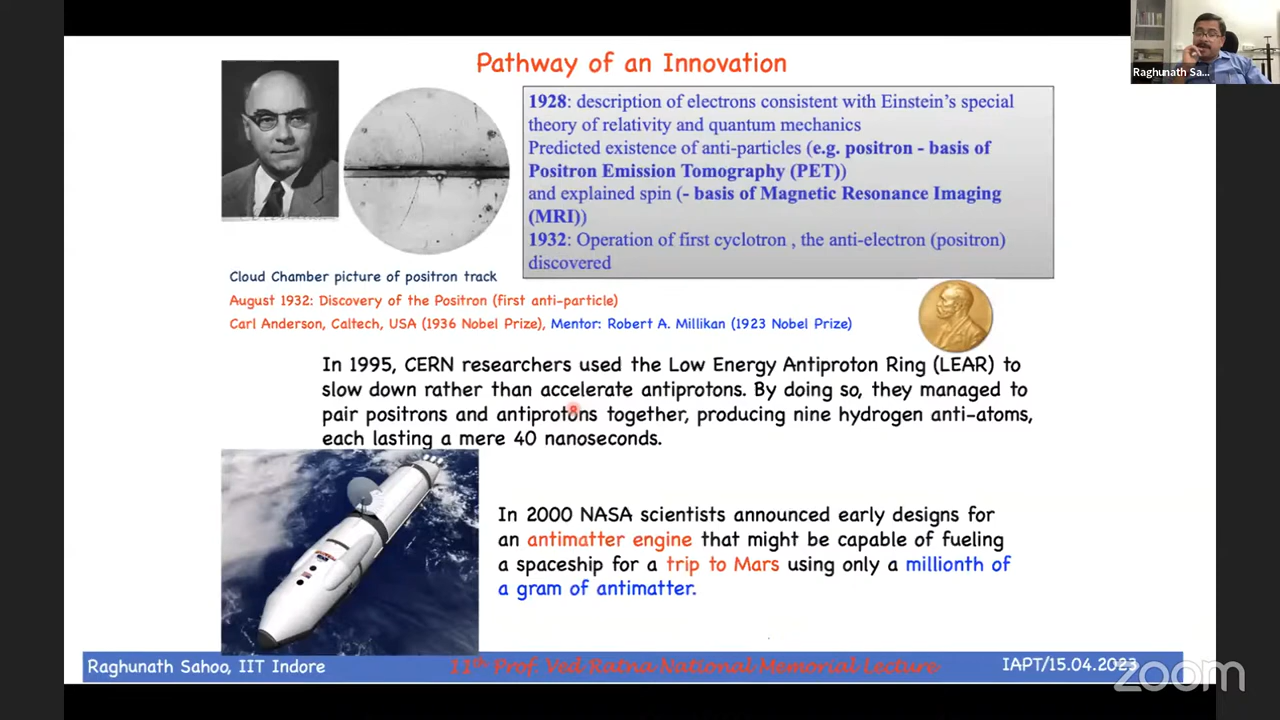 Pathway of an Innovation
Raghunath Sa...
1928: description of electrons consistent with Einstein's special
theory of relativity and quantum mechanics
Predicted existence of anti-particles (e.g. positron - basis of
Positron Emission Tomography (PET))
and explained spin (- basis of Magnetic Resonance Imaging
(MRI))
1932: Operation of first cyclotron , the anti-electron (positron)
discovered
Cloud Chamber picture of positron track
August 1932: Discovery of the Positron (first anti-particle)
Carl Anderson, Caltech, USA (1936 Nobel Prize), Mentor: Robert A. Millikan (1923 Nobel Prize)
In 1995, CERN researchers used the Low Energy Antiproton Ring (LEAR) to
slow down rather than accelerate antiprotons. By doing so, they managed to
pair positrons and antiprotons together, producing nine hydrogen anti-atoms,
each lasting a mere 40 nanoseconds.
In 2000 NASA scientists announced early designs for
an antimatter engine that might be capable of fueling
a spaceship for a trip to Mars using only a millionth of
a gram of antimatter.
Raghunath Sahoo, IIT Indore
11th Prof. Ved Ratna National Memorial Lecture
IAPT/15.04.2023
zoom